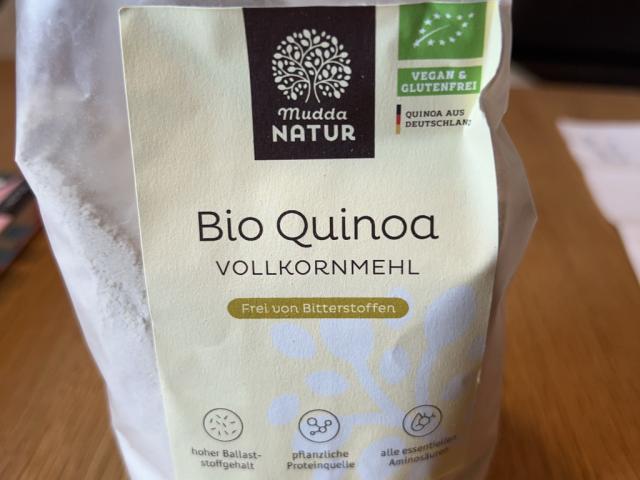 Mudda
NATUR
VEGAN &
GLUTENFREI
QUINOA AUS
DEUTSCHLAND
Bio Quinoa
VOLLKORNMEHL
Frei von Bitterstoffen
hoher Ballast-
stoffgehalt
pflanzliche
Proteinquelle
alle essentiellen
Aminosäuren